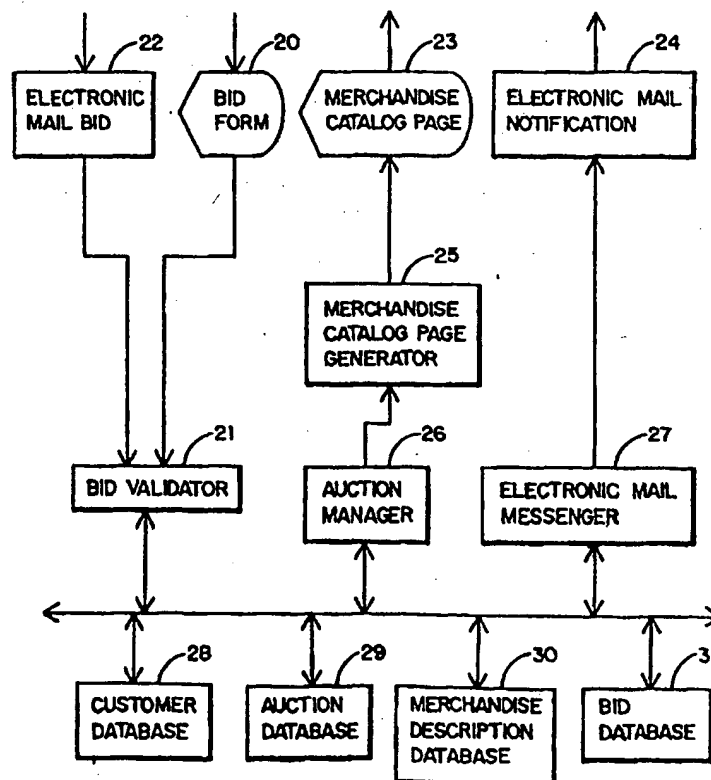 22
20
23
24
ELECTRONIC
MAIL BID
BID
FORM
MERCHANDISE
CATALOG PAGE
ELECTRONIC MAIL
NOTIFICATION
25
MERCHANDISE
CATALOG PAGE
GENERATOR
21
26
27
BID VALIDATOR
AUCTION
MANAGER
ELECTRONIC MAIL
MESSENGER
28
29
30
3
CUSTOMER
DATABASE
AUCTION
DATABASE
MERCHANDISE
DESCRIPTION
DATABASE
BID
DATABASE